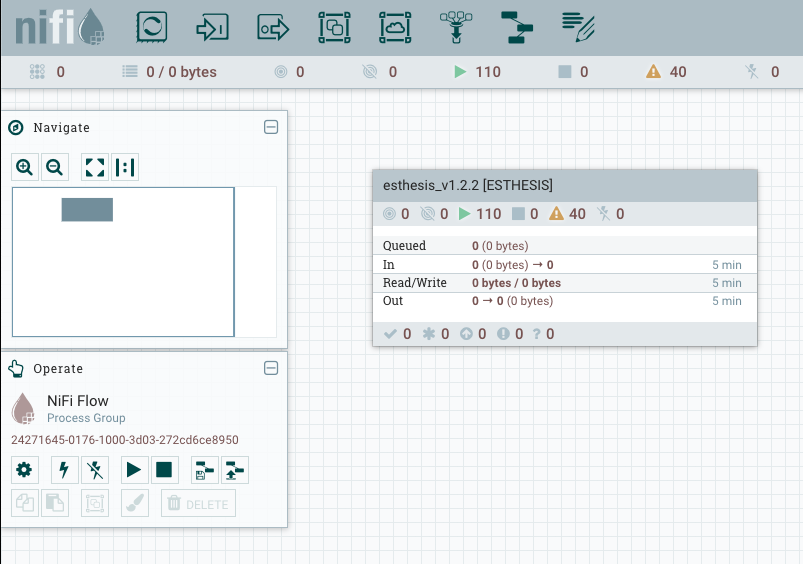 nifi
0 0 / 0 bytes 0 0 110 0 40 0
Navigate
esthesis_v1.2.2 [ESTHESIS]
0 0 110 0 40 0
Queued 0 (0 bytes)
In 0 (0 bytes) → 0 5 min
Read/Write 0 bytes / 0 bytes 5 min
Out 0 → 0 (0 bytes) 5 min
0 0 0 0 ? 0
Operate
NiFi Flow
Process Group
24271645-0176-1000-3d03-272cd6ce8950
DELETE